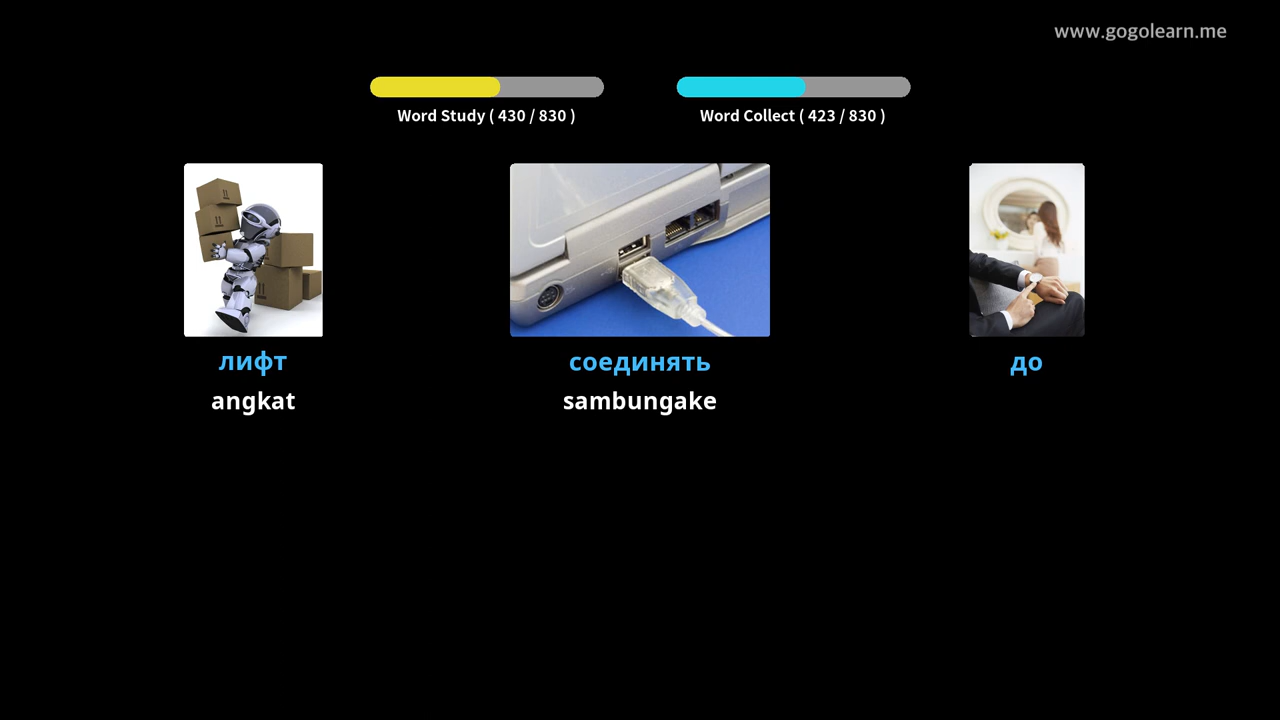 www.gogolearn.me
Word Study ( 430 / 830 )
Word Collect ( 423 / 830 )
лифт
соединять
до
angkat
sambungake